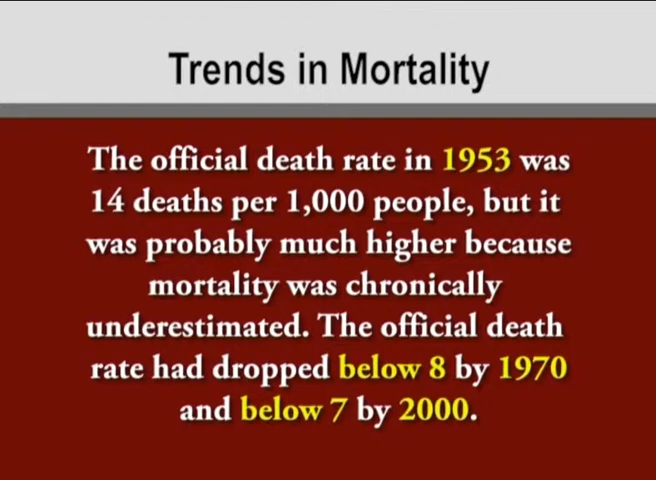 Trends in Mortality
The official death rate in 1953 was
14 deaths per 1,000 people, but it
was probably much higher because
mortality was chronically
underestimated. The official death
rate had dropped below 8 by 1970
and below 7 by 2000.